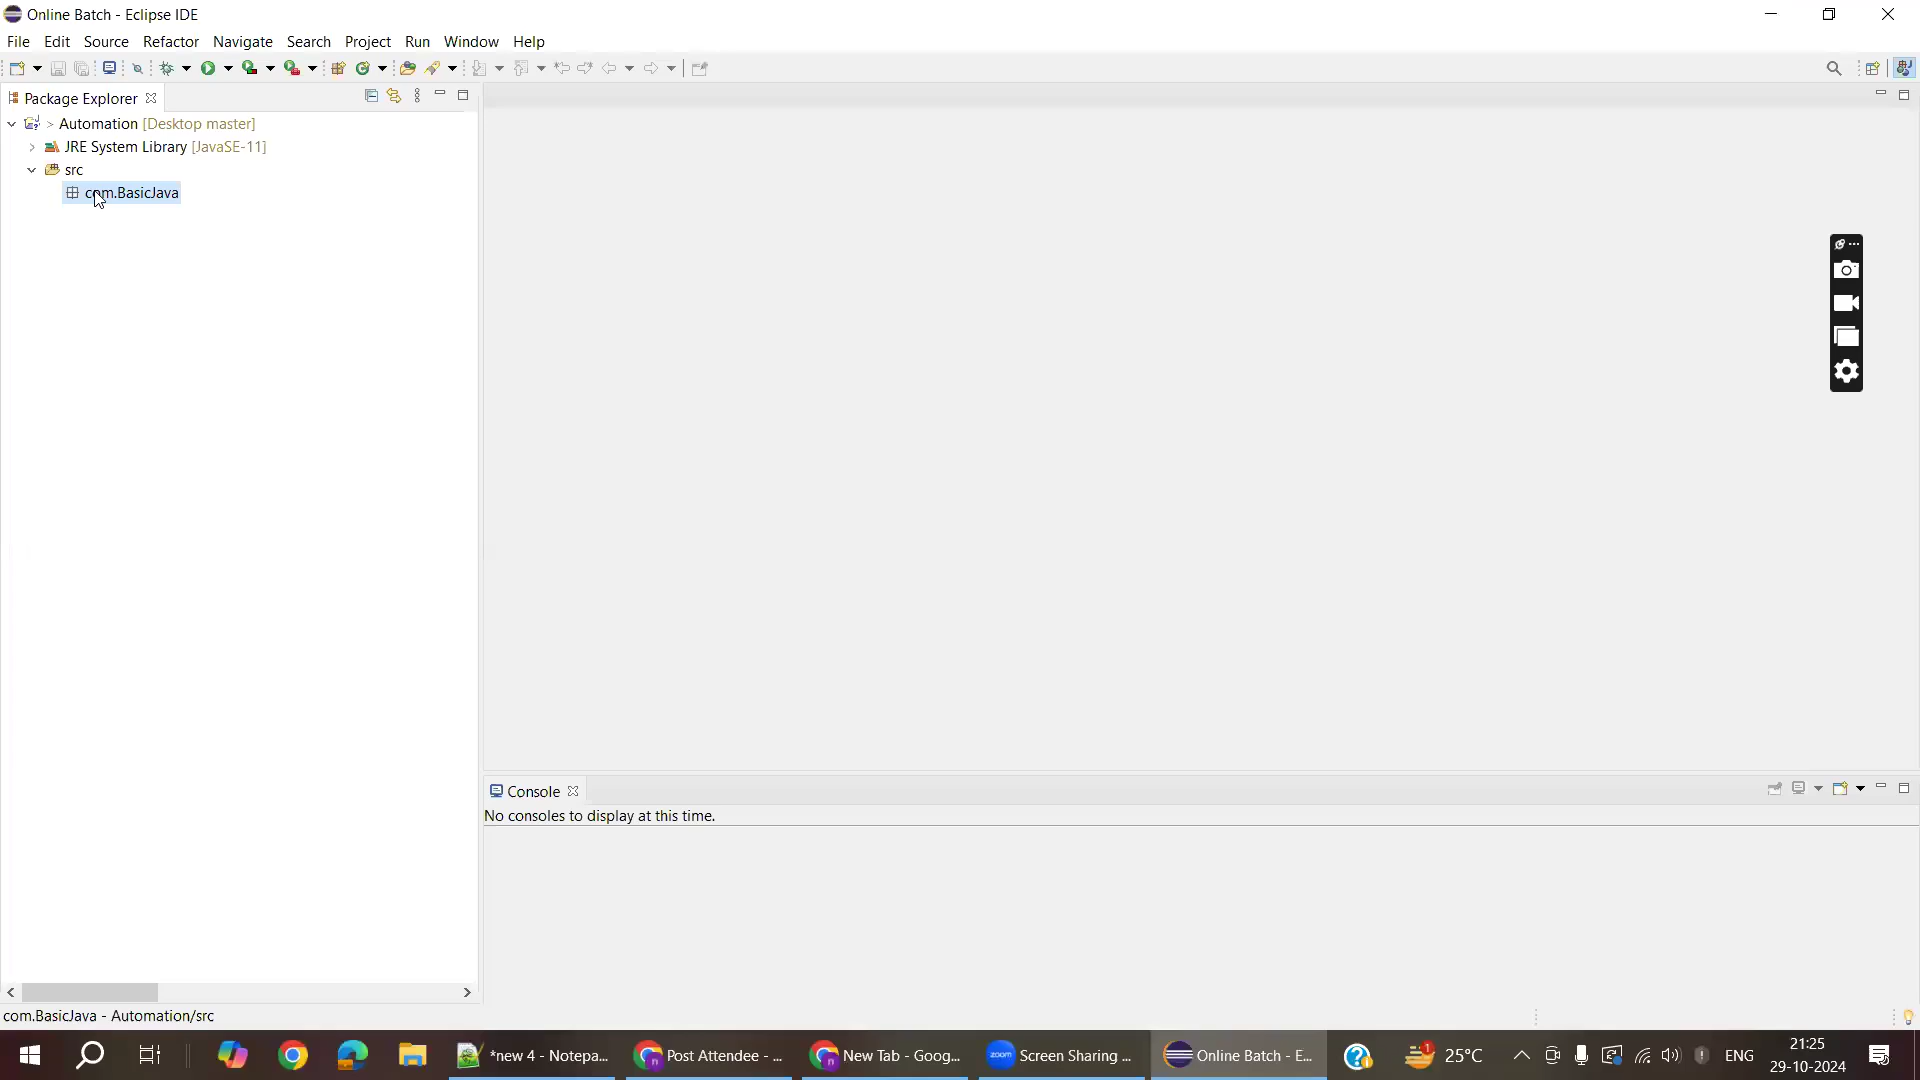 Online Batch - Eclipse IDE
File Edit Source Refactor Navigate Search Project Run Window Help
Package Explorer
> Automation [Desktop master]
JRE System Library [JavaSE-11]
src
com.BasicJava
Console
No consoles to display at this time.
com.BasicJava - Automation/src
*new 4 - Notepa...
Post Attendee - ...
New Tab - Goog...
zoom
Screen Sharing ...
Online Batch - E...
1
25°C
ENG
21:25
29-10-2024